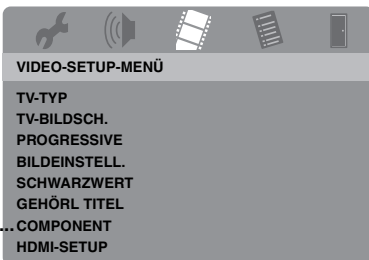 VIDEO-SETUP-MENÜ
TV-TYP
TV-BILDSCH.
PROGRESSIVE
BILDEINSTELL.
SCHWARZWERT
GEHÖRL TITEL
...COMPONENT
HDMI-SETUP